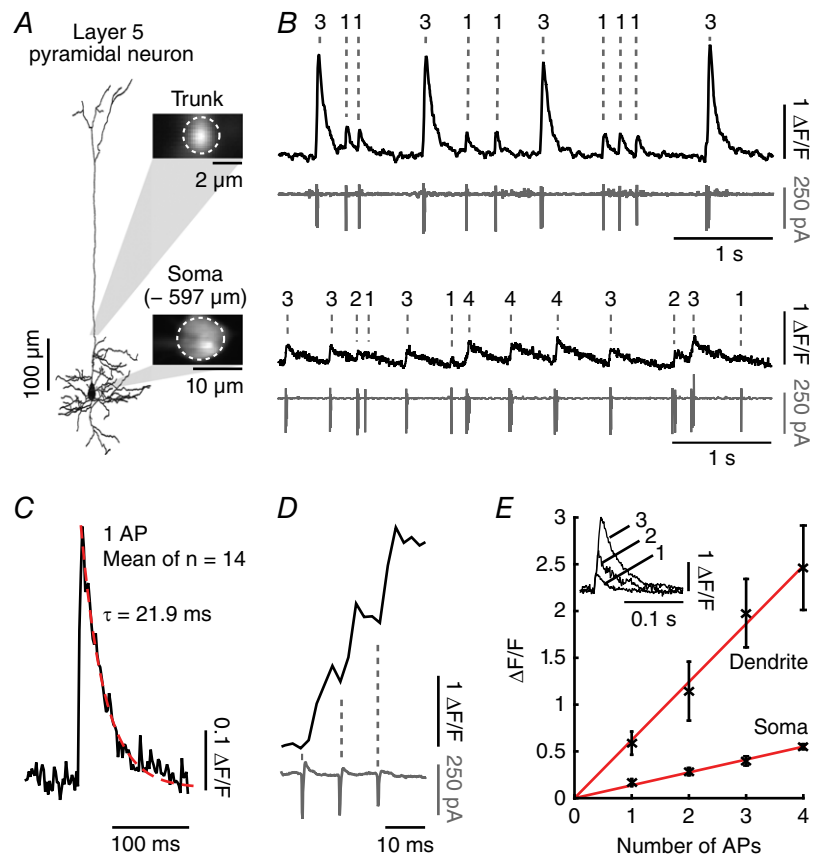 A
Layer 5
pyramidal neuron
Trunk
2 µm
Soma
(– 597 µm)
10 µm
100 µm
B
3 1 1 3 1 1 3 1 1 1 3
1 ΔF/F
250 pA
1 s
3 3 2 1 3 1 4 4 4 3 2 3 1
1 ΔF/F
250 pA
1 s
C
1 AP
Mean of n = 14
τ = 21.9 ms
0.1 ΔF/F
100 ms
D
1 ΔF/F
250 pA
10 ms
E
3
2.5
2
1.5
1
0.5
0
ΔF/F
3
2
1
1 ΔF/F
0.1 s
Dendrite
Soma
0 1 2 3 4
Number of APs